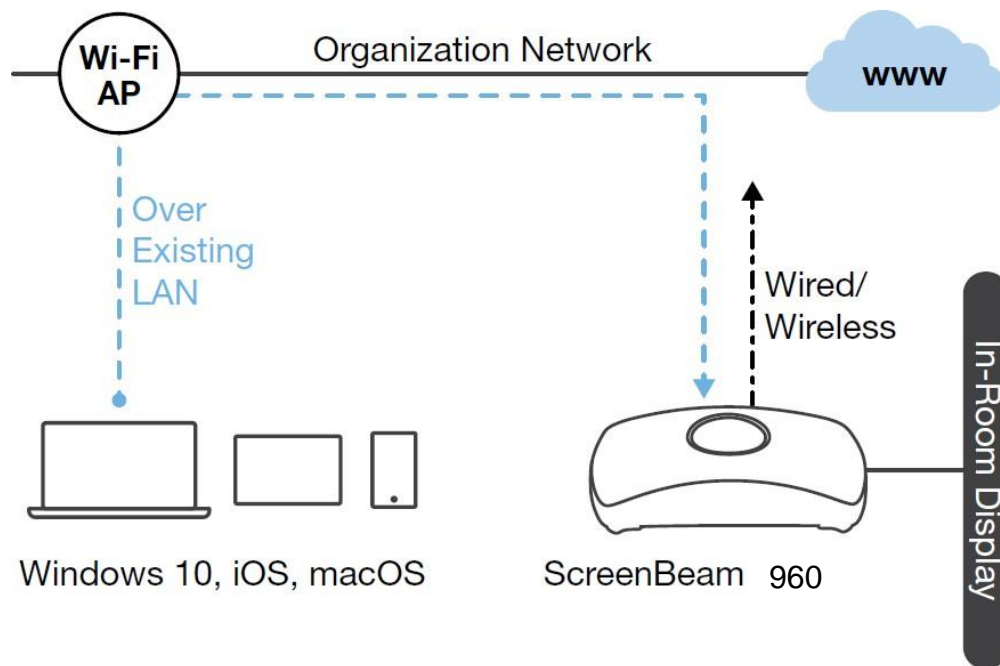 Wi-Fi
AP
Organization Network
www
Over
Existing
LAN
Wired/
Wireless
In-Room Display
Windows 10, iOS, macOS
ScreenBeam 960